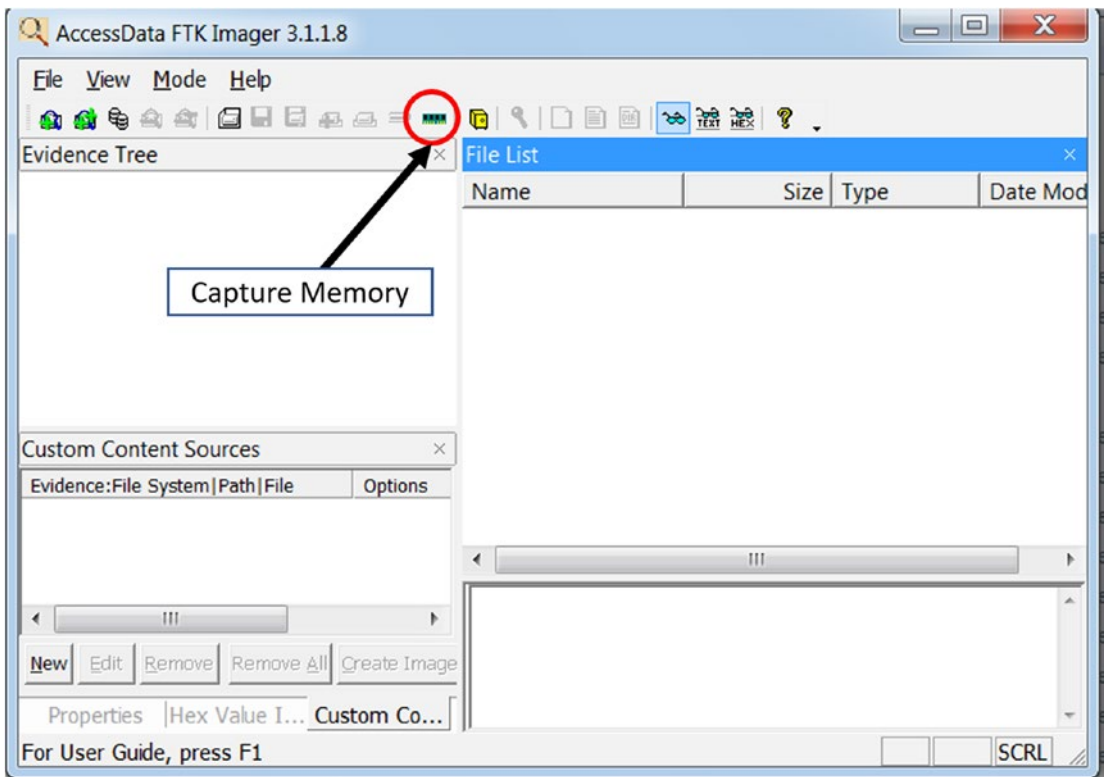 AccessData FTK Imager 3.1.1.8
File View Mode Help
TEXT HEX
Evidence Tree
File List
Name Size Type Date Mod
Capture Memory
Custom Content Sources
Evidence:File System|Path|File Options
New Edit Remove Remove All Create Image
Properties Hex Value I... Custom Co...
For User Guide, press F1
SCRL